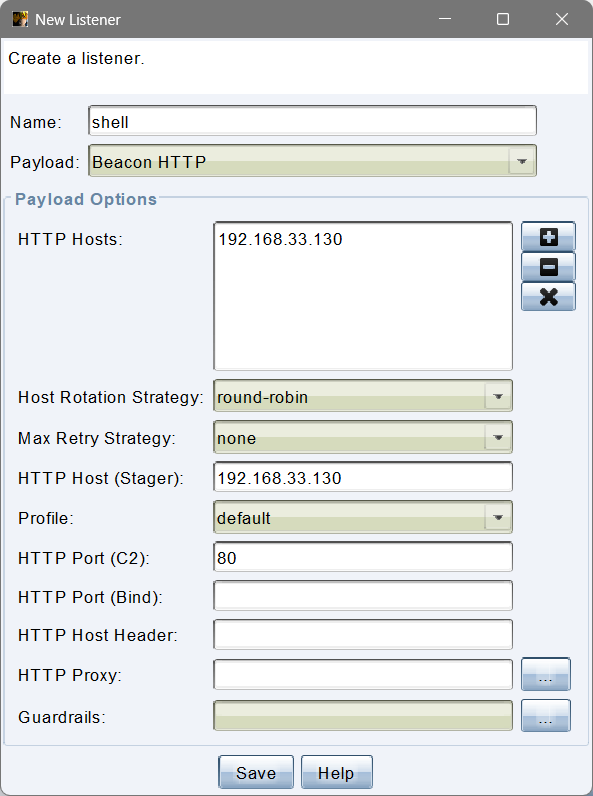 New Listener
Create a listener.
Name: shell
Payload: Beacon HTTP
Payload Options
HTTP Hosts: 192.168.33.130
Host Rotation Strategy: round-robin
Max Retry Strategy: none
HTTP Host (Stager): 192.168.33.130
Profile: default
HTTP Port (C2): 80
HTTP Port (Bind):
HTTP Host Header:
HTTP Proxy: ...
Guardrails: ...
Save Help